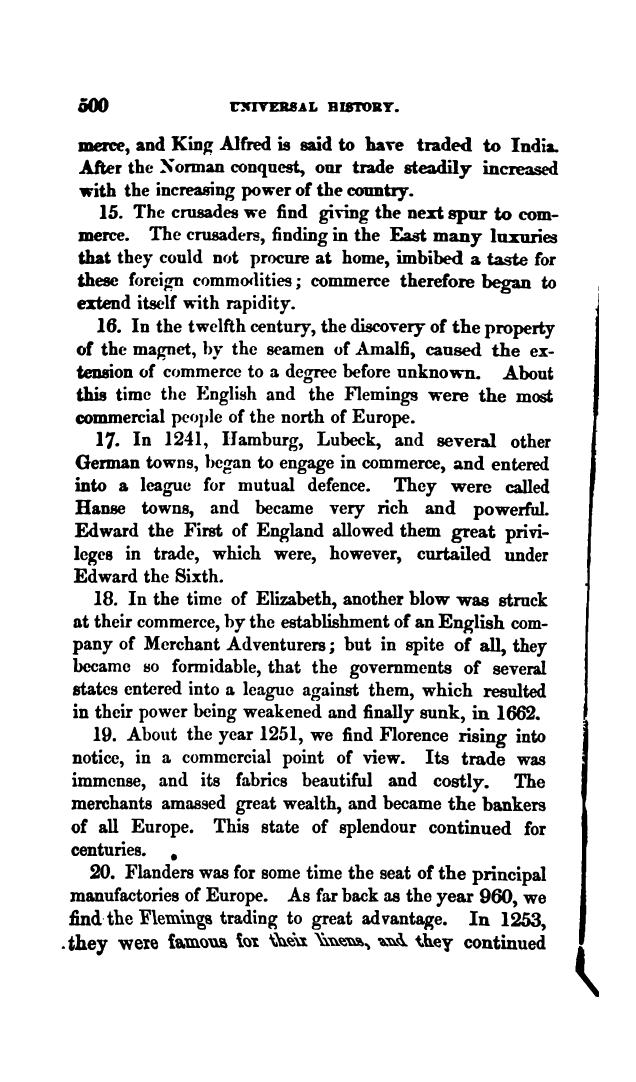 500 UNIVERSAL HISTORY.
merce, and King Alfred is said to have traded to India.
After the Norman conquest, our trade steadily increased
with the increasing power of the country.
15. The crusades we find giving the next spur to com-
merce. The crusaders, finding in the East many luxuries
that they could not procure at home, imbibed a taste for
these foreign commodities; commerce therefore began to
extend itself with rapidity.
16. In the twelfth century, the discovery of the property
of the magnet, by the seamen of Amalfi, caused the ex-
tension of commerce to a degree before unknown. About
this time the English and the Flemings were the most
commercial people of the north of Europe.
17. In 1241, Hamburg, Lubeck, and several other
German towns, began to engage in commerce, and entered
into a league for mutual defence. They were called
Hanse towns, and became very rich and powerful.
Edward the First of England allowed them great privi-
leges in trade, which were, however, curtailed under
Edward the Sixth.
18. In the time of Elizabeth, another blow was struck
at their commerce, by the establishment of an English com-
pany of Merchant Adventurers; but in spite of all, they
became so formidable, that the governments of several
states entered into a league against them, which resulted
in their power being weakened and finally sunk, in 1662.
19. About the year 1251, we find Florence rising into
notice, in a commercial point of view. Its trade was
immense, and its fabrics beautiful and costly. The
merchants amassed great wealth, and became the bankers
of all Europe. This state of splendour continued for
centuries.
20. Flanders was for some time the seat of the principal
manufactories of Europe. As far back as the year 960, we
find the Flemings trading to great advantage. In 1253,
they were famous for their linens, and they continued